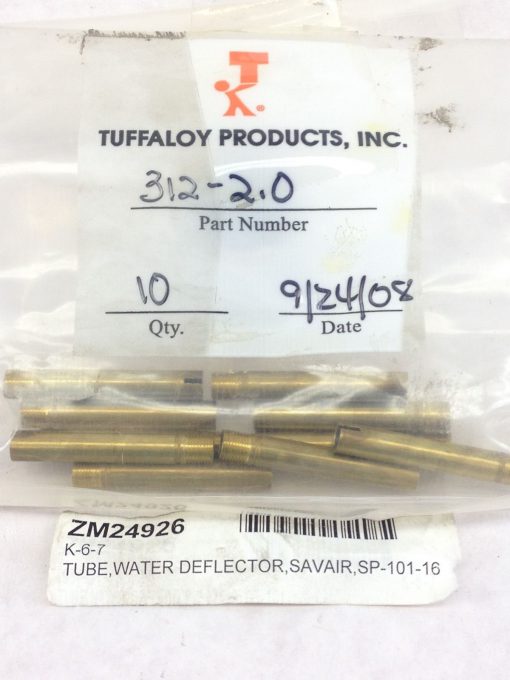 TK®
TUFFALOY PRODUCTS, INC.
312-2.0
Part Number
10 9/24/08
Qty. Date
ZM24926
K-6-7
TUBE,WATER DEFLECTOR,SAVAIR,SP-101-16